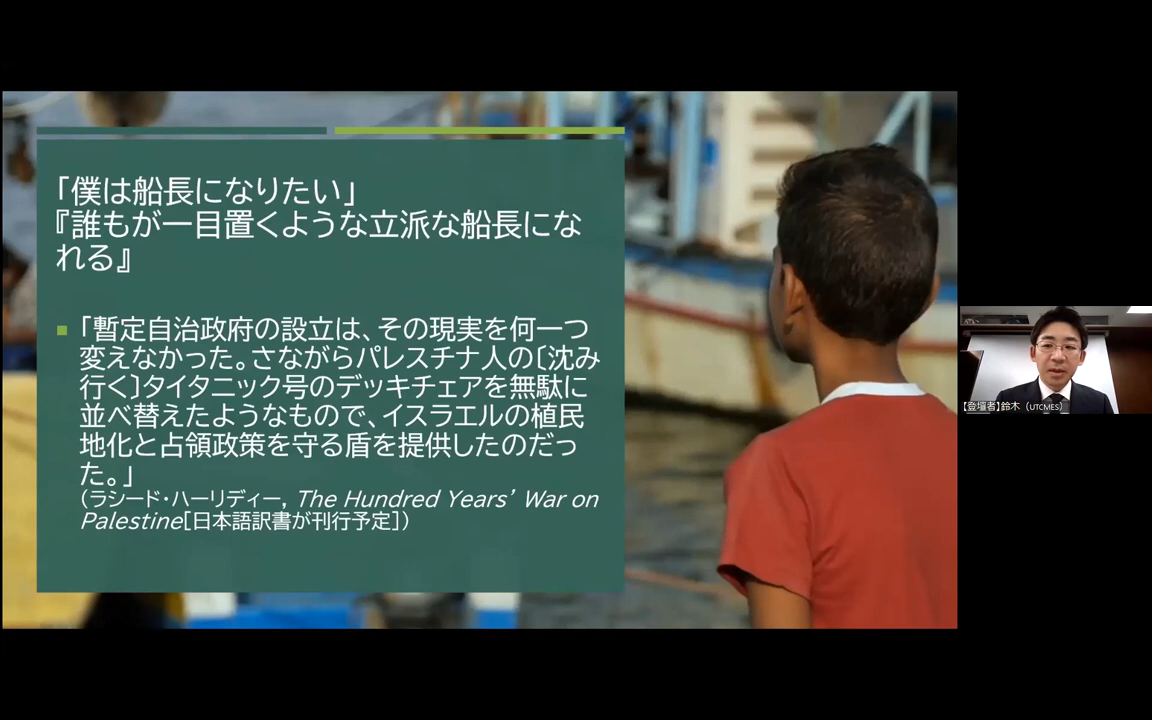 「僕は船長になりたい」
『誰もが一目置くような立派な船長にな
れる』
「暫定自治政府の設立は、その現実を何一つ
変えなかった。さながらパレスチナ人の〔沈み
行く〕タイタニック号のデッキチェアを無駄に
並べ替えたようなもので、イスラエルの植民
地化と占領政策を守る盾を提供したのだっ
た。」
(ラシード・ハーリディー, The Hundred Years’ War on
Palestine[日本語訳書が刊行予定])
【登壇者】鈴木（UTCMES）